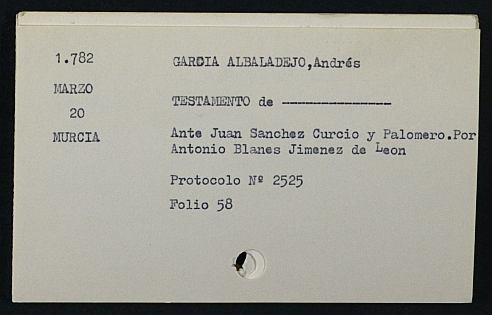 1.782
GARCIA ALBALADEJO,Andrés
MARZO
TESTAMENTO de ----------------
20
MURCIA
Ante Juan Sanchez Curcio y Palomero.Por
Antonio Blanes Jimenez de Leon
Protocolo Nº 2525
Folio 58